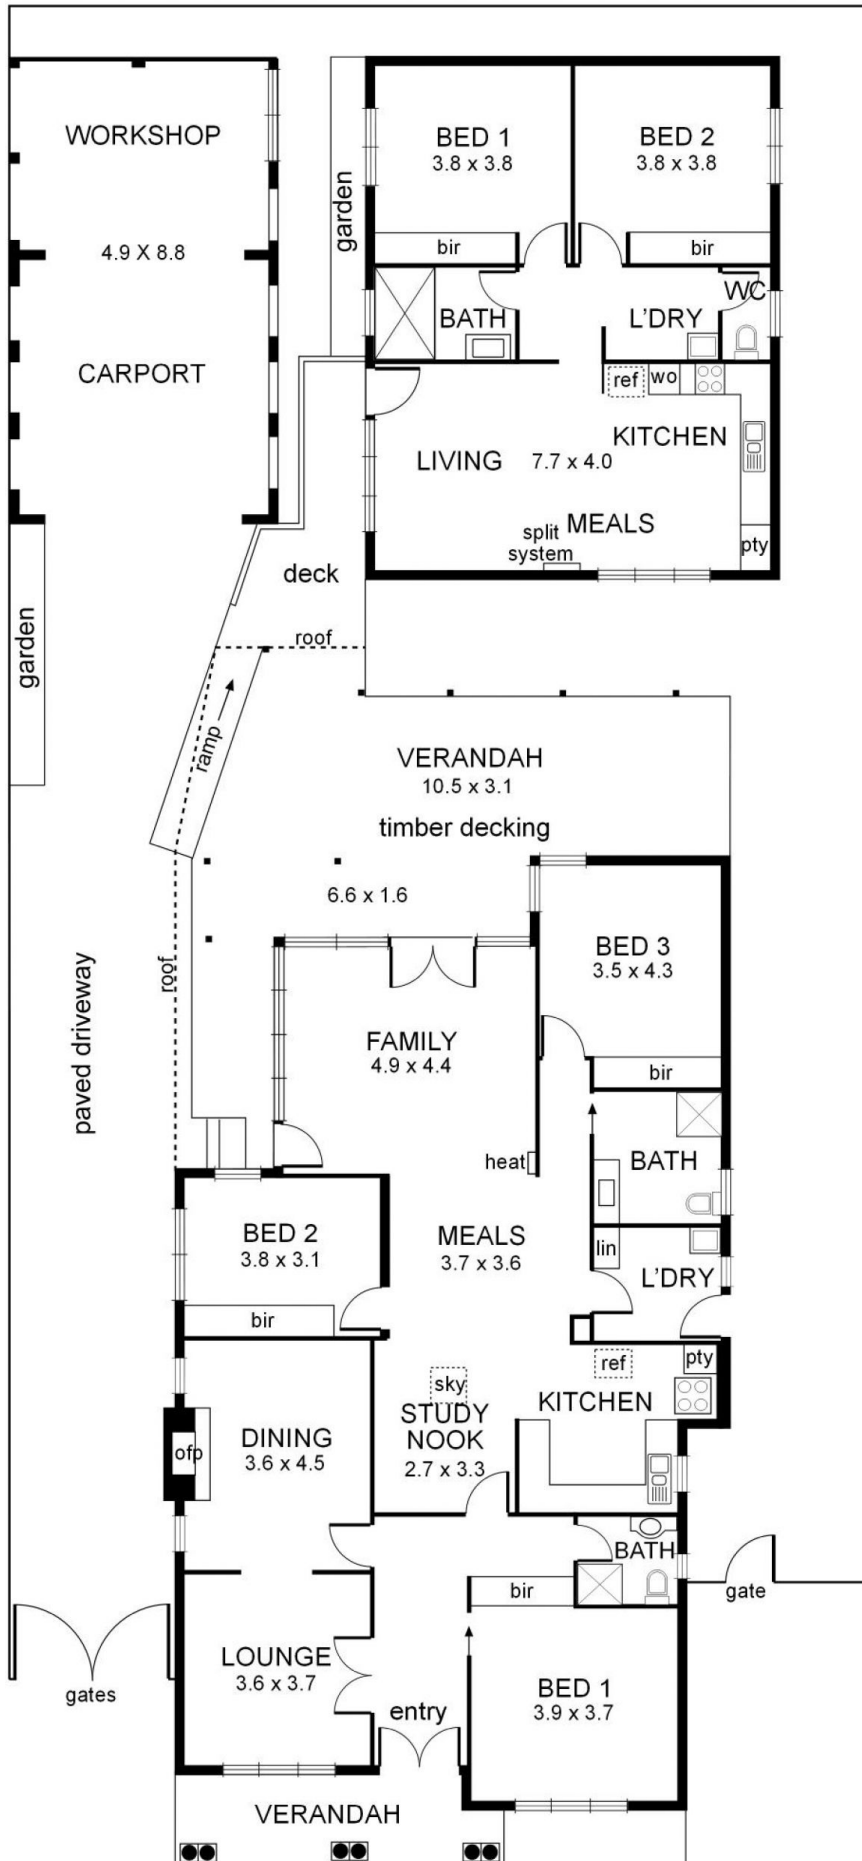 WORKSHOP
4.9 X 8.8
CARPORT
garden
BED 1
3.8 x 3.8
BED 2
3.8 x 3.8
bir
bir
BATH
L'DRY
WC
ref
wo
KITCHEN
LIVING
7.7 x 4.0
MEALS
split
system
pty
deck
garden
roof
ramp
VERANDAH
10.5 x 3.1
timber decking
6.6 x 1.6
paved driveway
roof
BED 3
3.5 x 4.3
FAMILY
4.9 x 4.4
bir
heat
BATH
BED 2
3.8 x 3.1
MEALS
3.7 x 3.6
lin
L'DRY
bir
ref
pty
sky
KITCHEN
STUDY
NOOK
2.7 x 3.3
DINING
3.6 x 4.5
ofp
BATH
bir
gate
LOUNGE
3.6 x 3.7
gates
entry
BED 1
3.9 x 3.7
VERANDAH